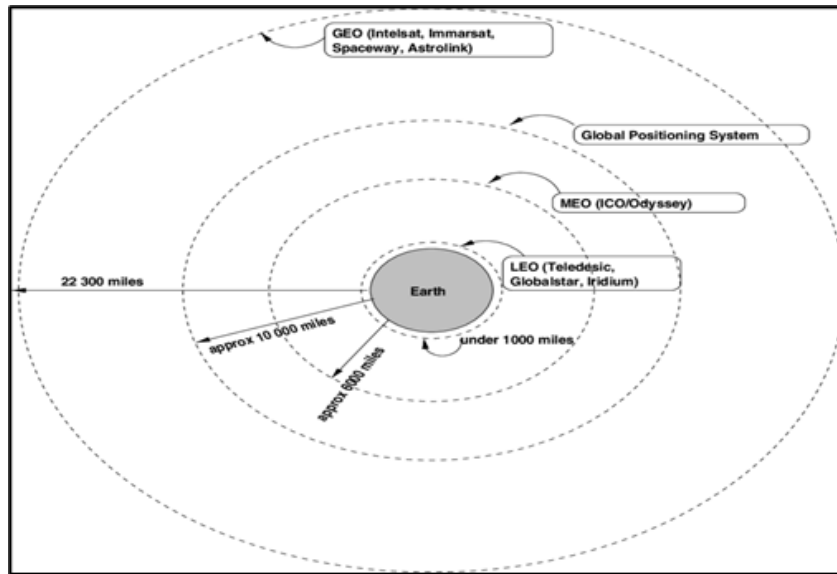 GEO (Intelsat, Immarsat,
Spaceway, Astrolink)
Global Positioning System
MEO (ICO/Odyssey)
LEO (Teledesic,
Globalstar, Iridium)
22 300 miles
Earth
approx 10 000 miles
under 1000 miles
approx 6000 miles